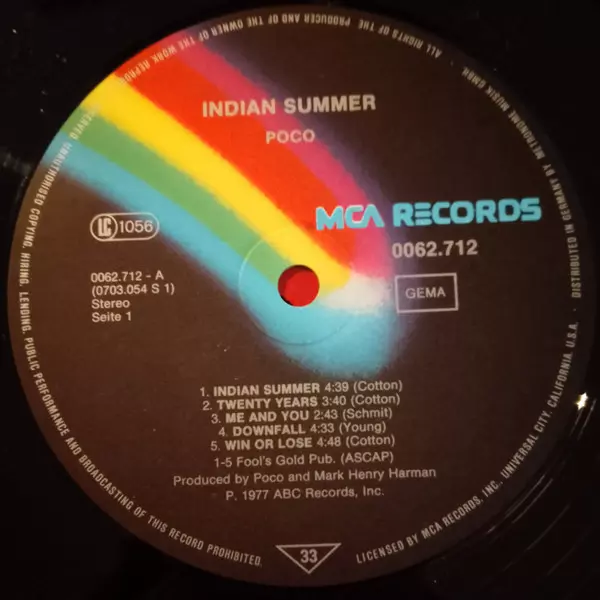 INDIAN SUMMER
POCO
MCA RECORDS
LC 1056
0062.712
GEMA
0062.712 - A
(0703.054 S 1)
Stereo
Seite 1
1. INDIAN SUMMER 4:39 (Cotton)
2. TWENTY YEARS 3:40 (Cotton)
3. ME AND YOU 2:43 (Schmit)
4. DOWNFALL 4:33 (Young)
5. WIN OR LOSE 4:48 (Cotton)
1-5 Fool's Gold Pub. (ASCAP)
Produced by Poco and Mark Henry Harman
P. 1977 ABC Records, Inc.
33
ALL RIGHTS OF THE PRODUCER AND OF THE OWNER OF THE WORK REPRODUCED RESERVED UNAUTHORISED COPYING, HIRING, LENDING, PUBLIC PERFORMANCE AND BROADCASTING OF THIS RECORD PROHIBITED.
DISTRIBUTED IN GERMANY BY METRONOME MUSIK GMBH.
LICENSED BY MCA RECORDS, INC., UNIVERSAL CITY, CALIFORNIA, U.S.A.